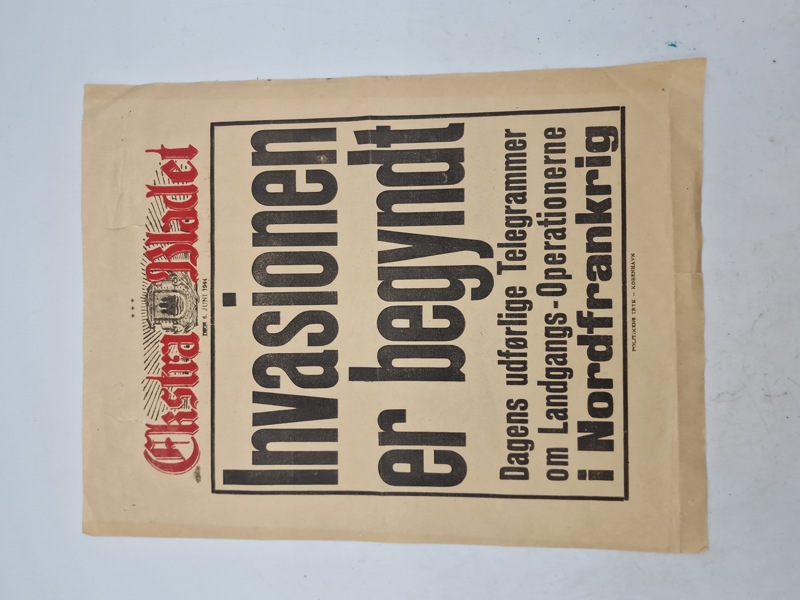 * * *
Ekstra Bladet
DEN 6. JUNI 1944
Invasionen
er begyndt
Dagens udførlige Telegrammer
om Landgangs-Operationerne
i Nordfrankrig
POLITIKENS TRYK — KØBENHAVN